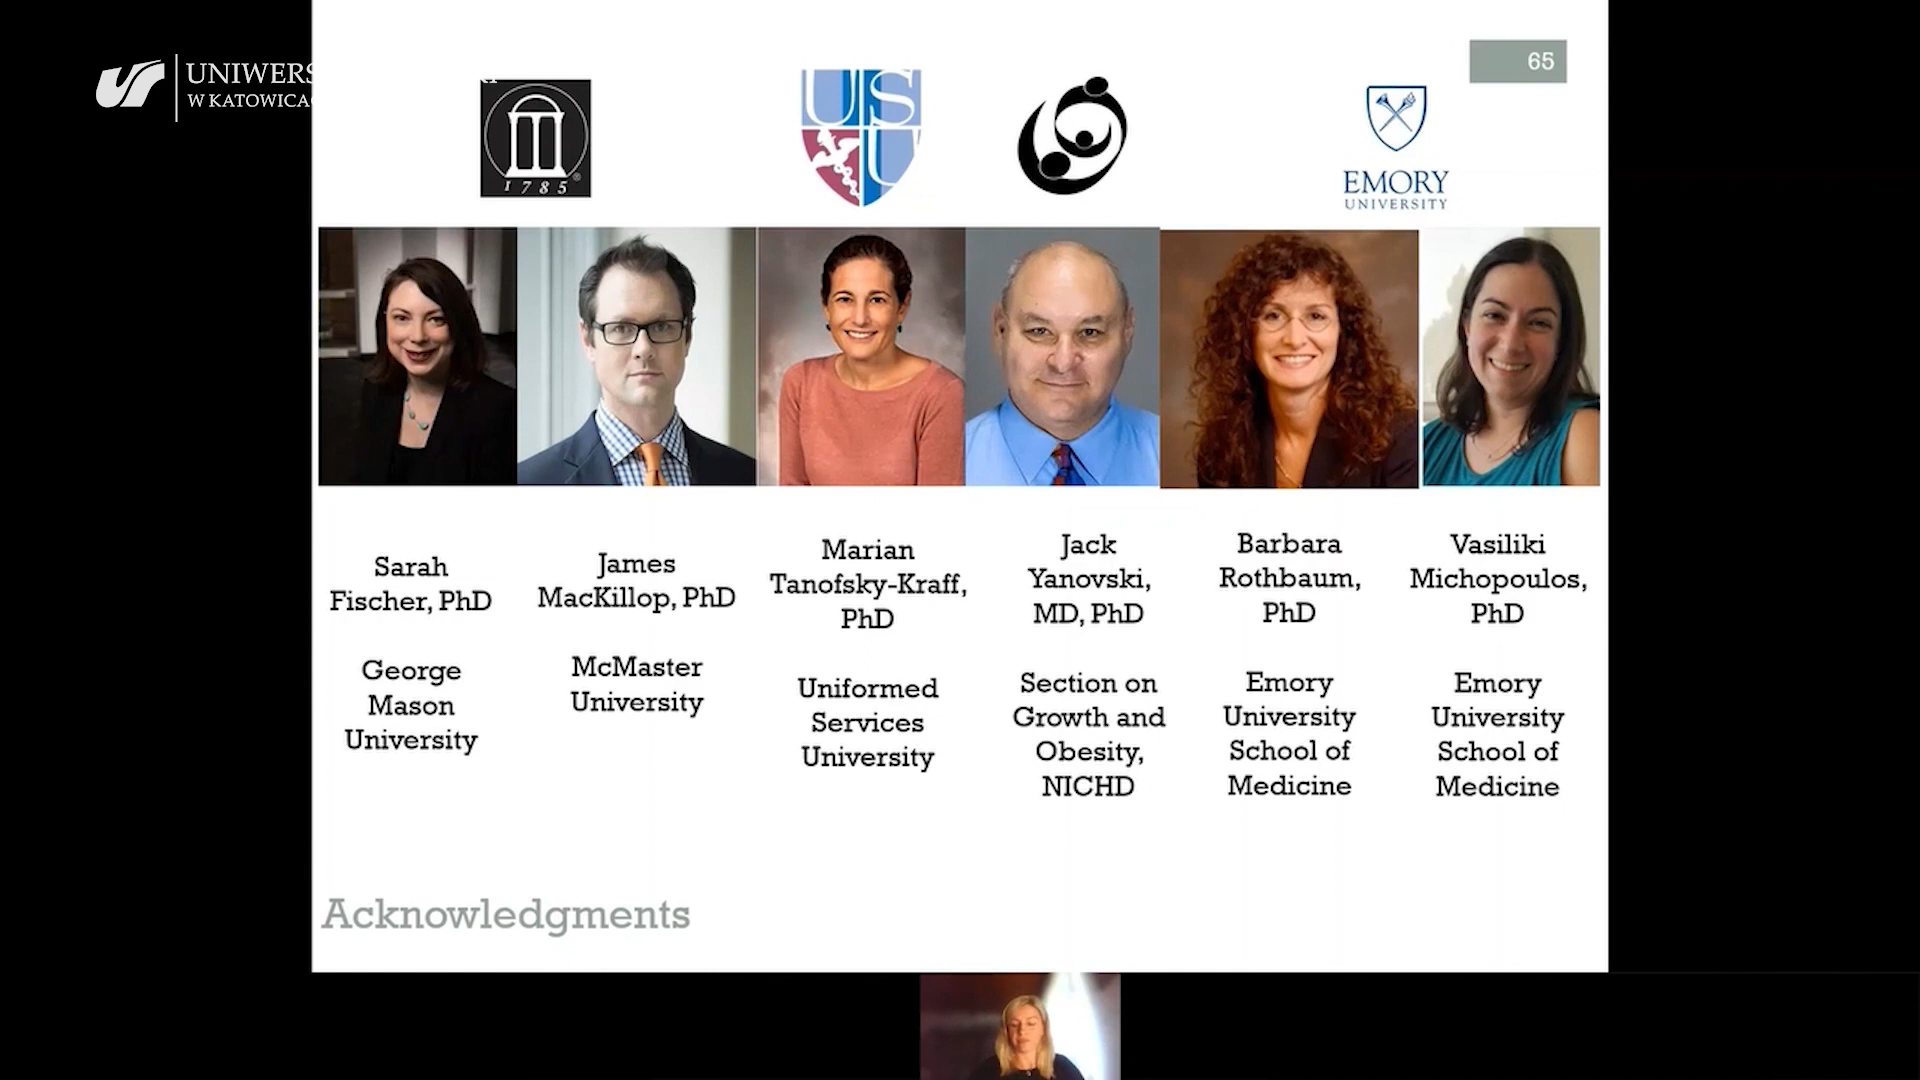 65
UNIWERS
W KATOWICA
1785
USU
EMORY
UNIVERSITY
Sarah
Fischer, PhD
George
Mason
University
James
MacKillop, PhD
McMaster
University
Marian
Tanofsky-Kraff,
PhD
Uniformed
Services
University
Jack
Yanovski,
MD, PhD
Section on
Growth and
Obesity,
NICHD
Barbara
Rothbaum,
PhD
Emory
University
School of
Medicine
Vasiliki
Michopoulos,
PhD
Emory
University
School of
Medicine
Acknowledgments